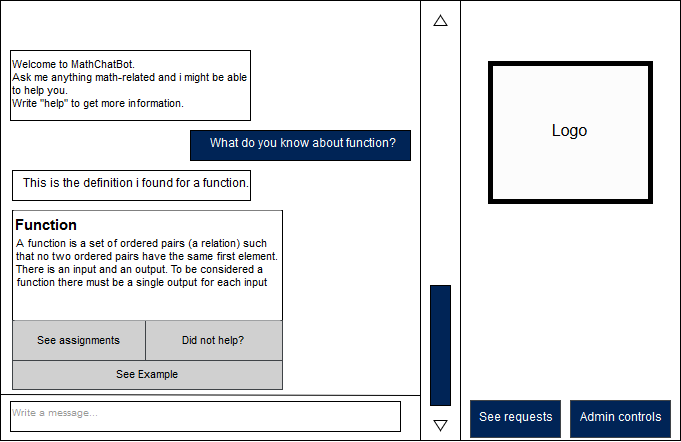 Welcome to MathChatBot.
Ask me anything math-related and i might be able
to help you.
Write "help" to get more information.
What do you know about function?
This is the definition i found for a function.
Function
A function is a set of ordered pairs (a relation) such
that no two ordered pairs have the same first element.
There is an input and an output. To be considered a
function there must be a single output for each input
See assignments
Did not help?
See Example
Write a message...
Logo
See requests
Admin controls